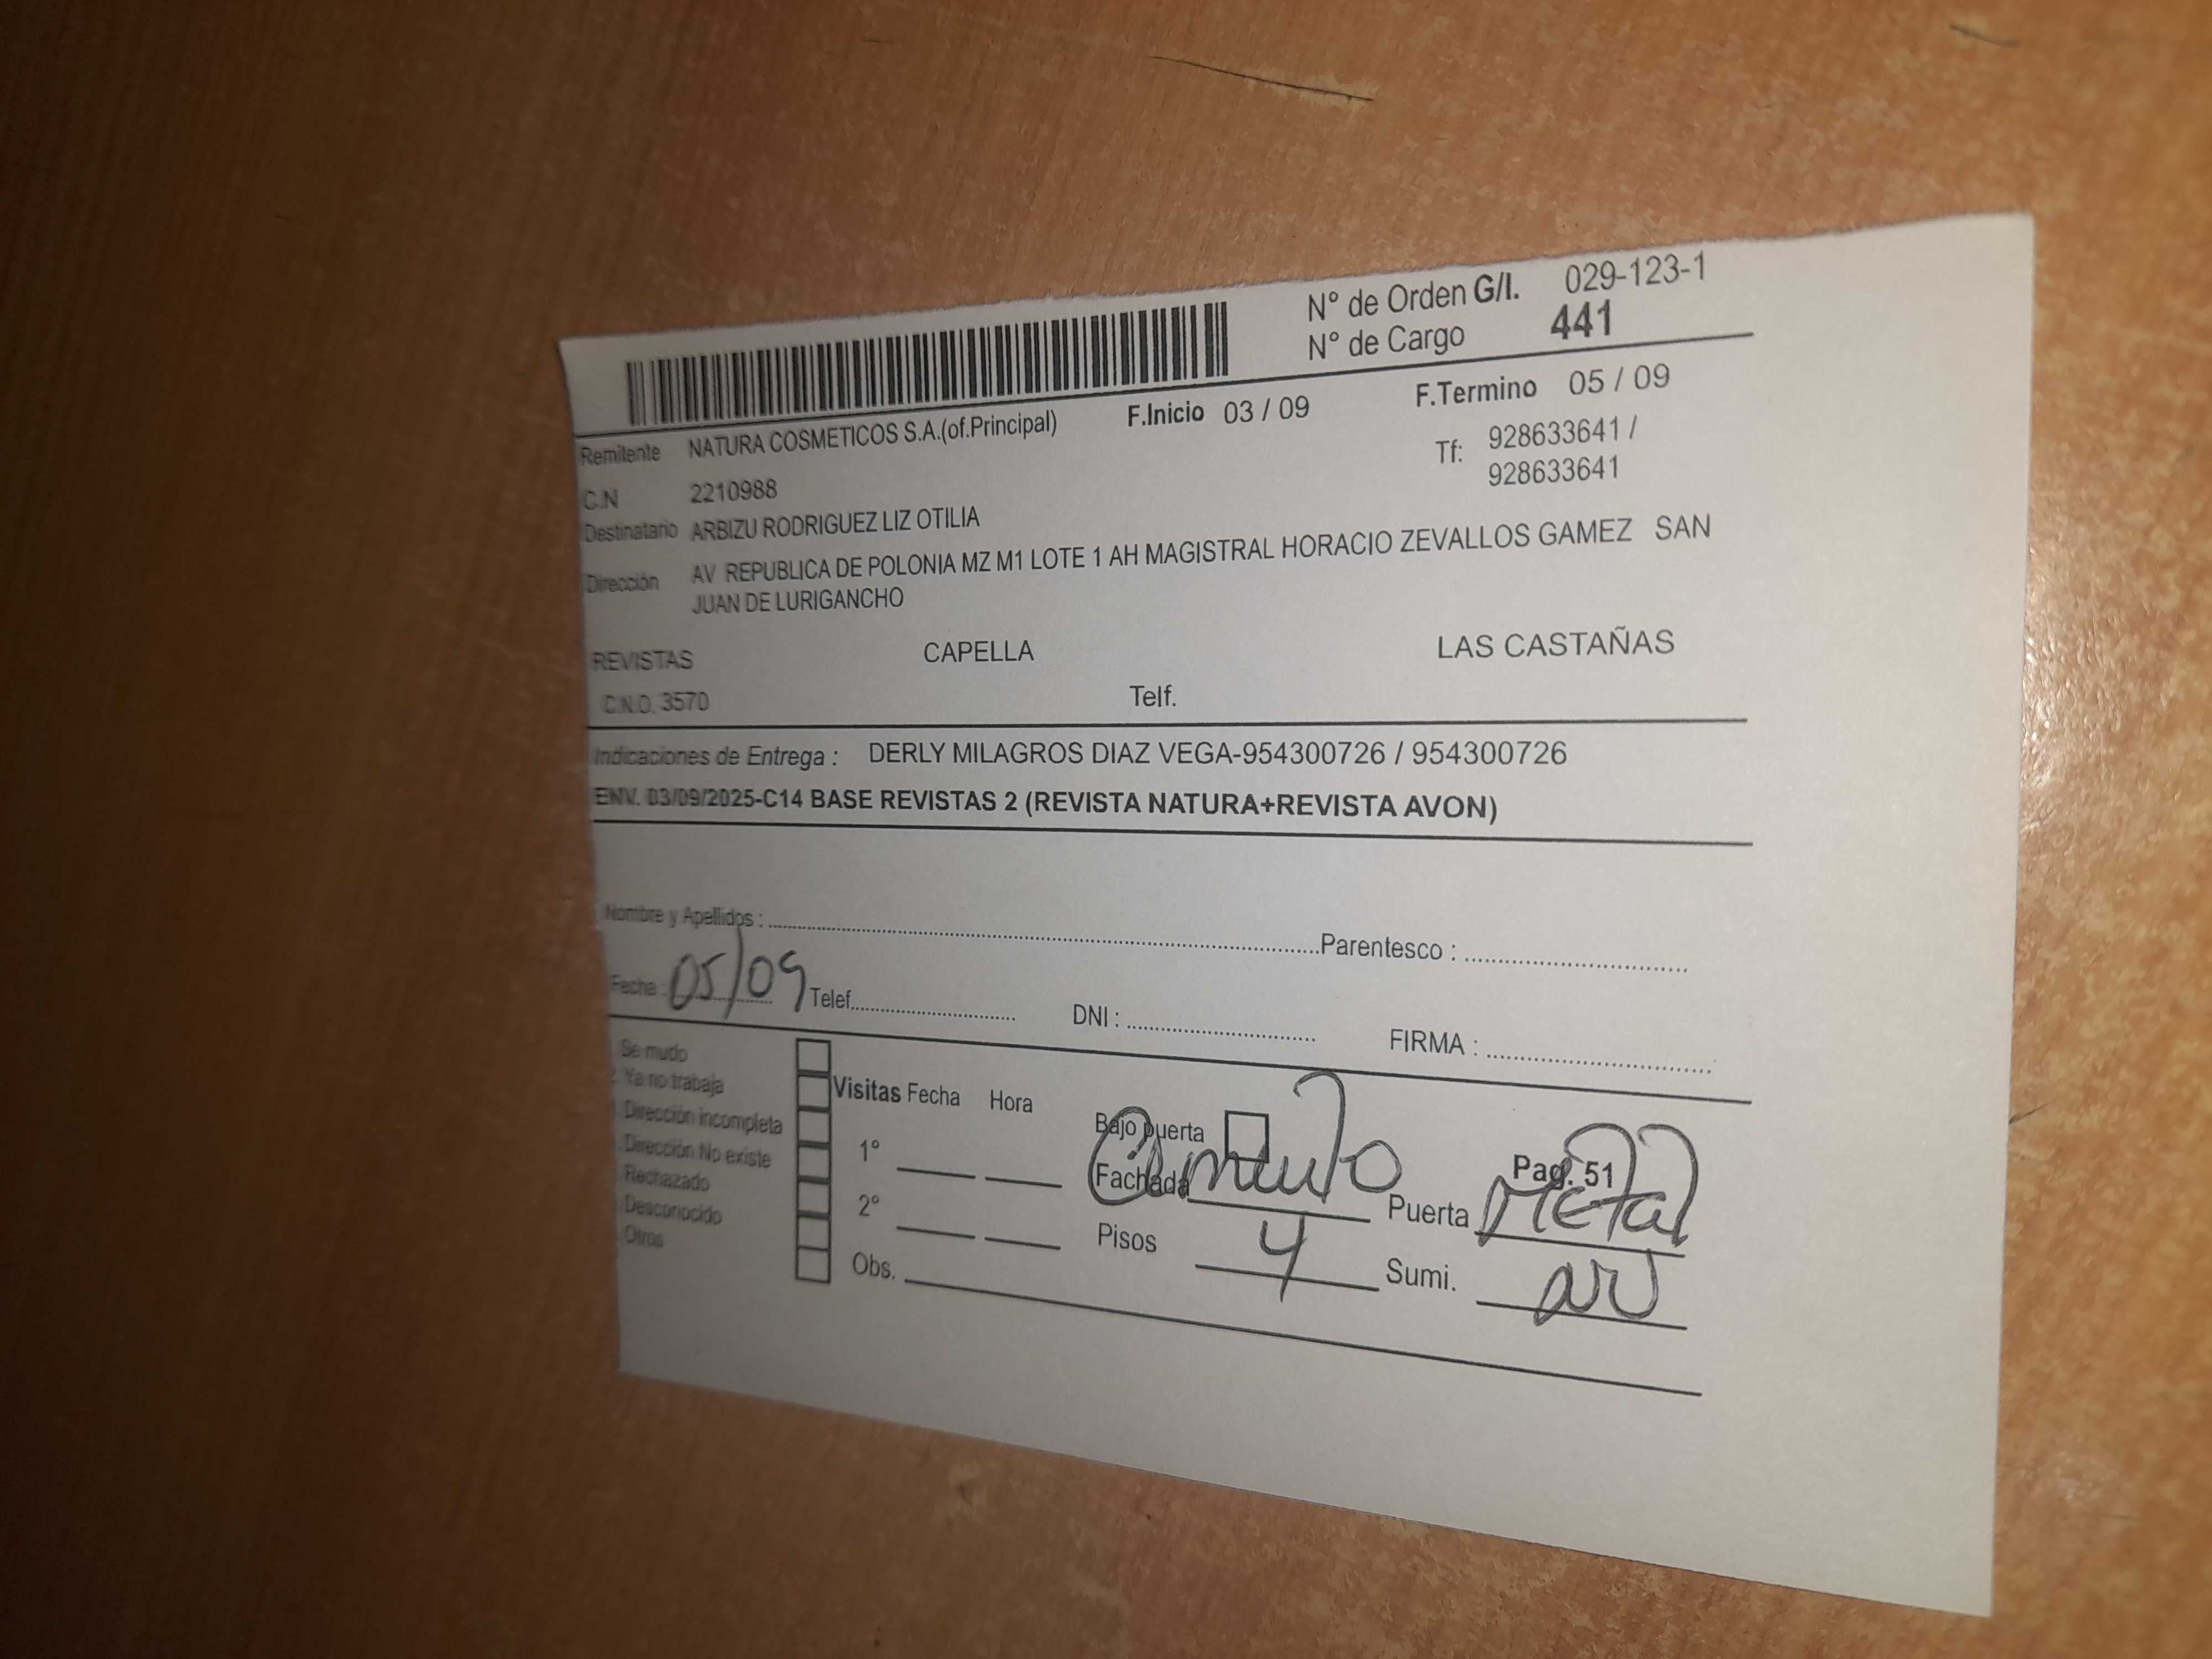 Nº de Orden G/I. 029-123-1
Nº de Cargo 441
F.Inicio 03 / 09 F.Termino 05 / 09
Remitente NATURA COSMETICOS S.A.(of.Principal)
Tf: 928633641 /
928633641
C.N 2210988
Destinatario ARBIZU RODRIGUEZ LIZ OTILIA
Dirección AV REPUBLICA DE POLONIA MZ M1 LOTE 1 AH MAGISTRAL HORACIO ZEVALLOS GAMEZ SAN
JUAN DE LURIGANCHO
REVISTAS CAPELLA LAS CASTAÑAS
C.N.O. 3570 Telf.
Indicaciones de Entrega : DERLY MILAGROS DIAZ VEGA-954300726 / 954300726
ENV. 03/09/2025-C14 BASE REVISTAS 2 (REVISTA NATURA+REVISTA AVON)
Nombre y Apellidos : Parentesco :
Fecha : 05/09 Telef. DNI : FIRMA :
Se mudo
Ya no trabaja
Dirección incompleta
Dirección No existe
Rechazado
Desconocido
Otros
Visitas Fecha Hora
1º
2º
Obs.
Bajo puerta
Pag. 51
Fachada Cemento Puerta Metal
Pisos 4 Sumi.